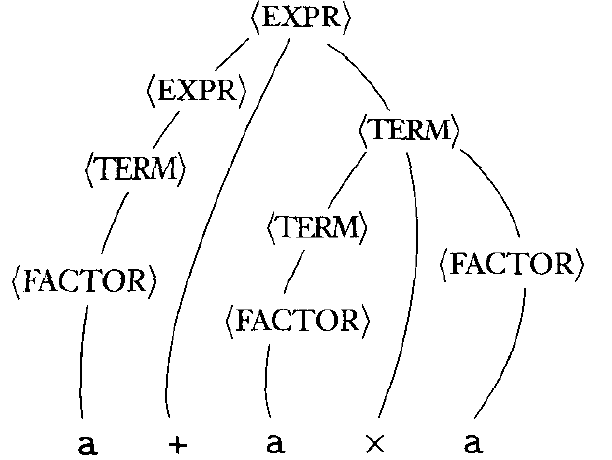 ⟨EXPR⟩
⟨EXPR⟩
⟨TERM⟩
⟨TERM⟩
⟨TERM⟩
⟨FACTOR⟩
⟨FACTOR⟩
⟨FACTOR⟩
a + a × a